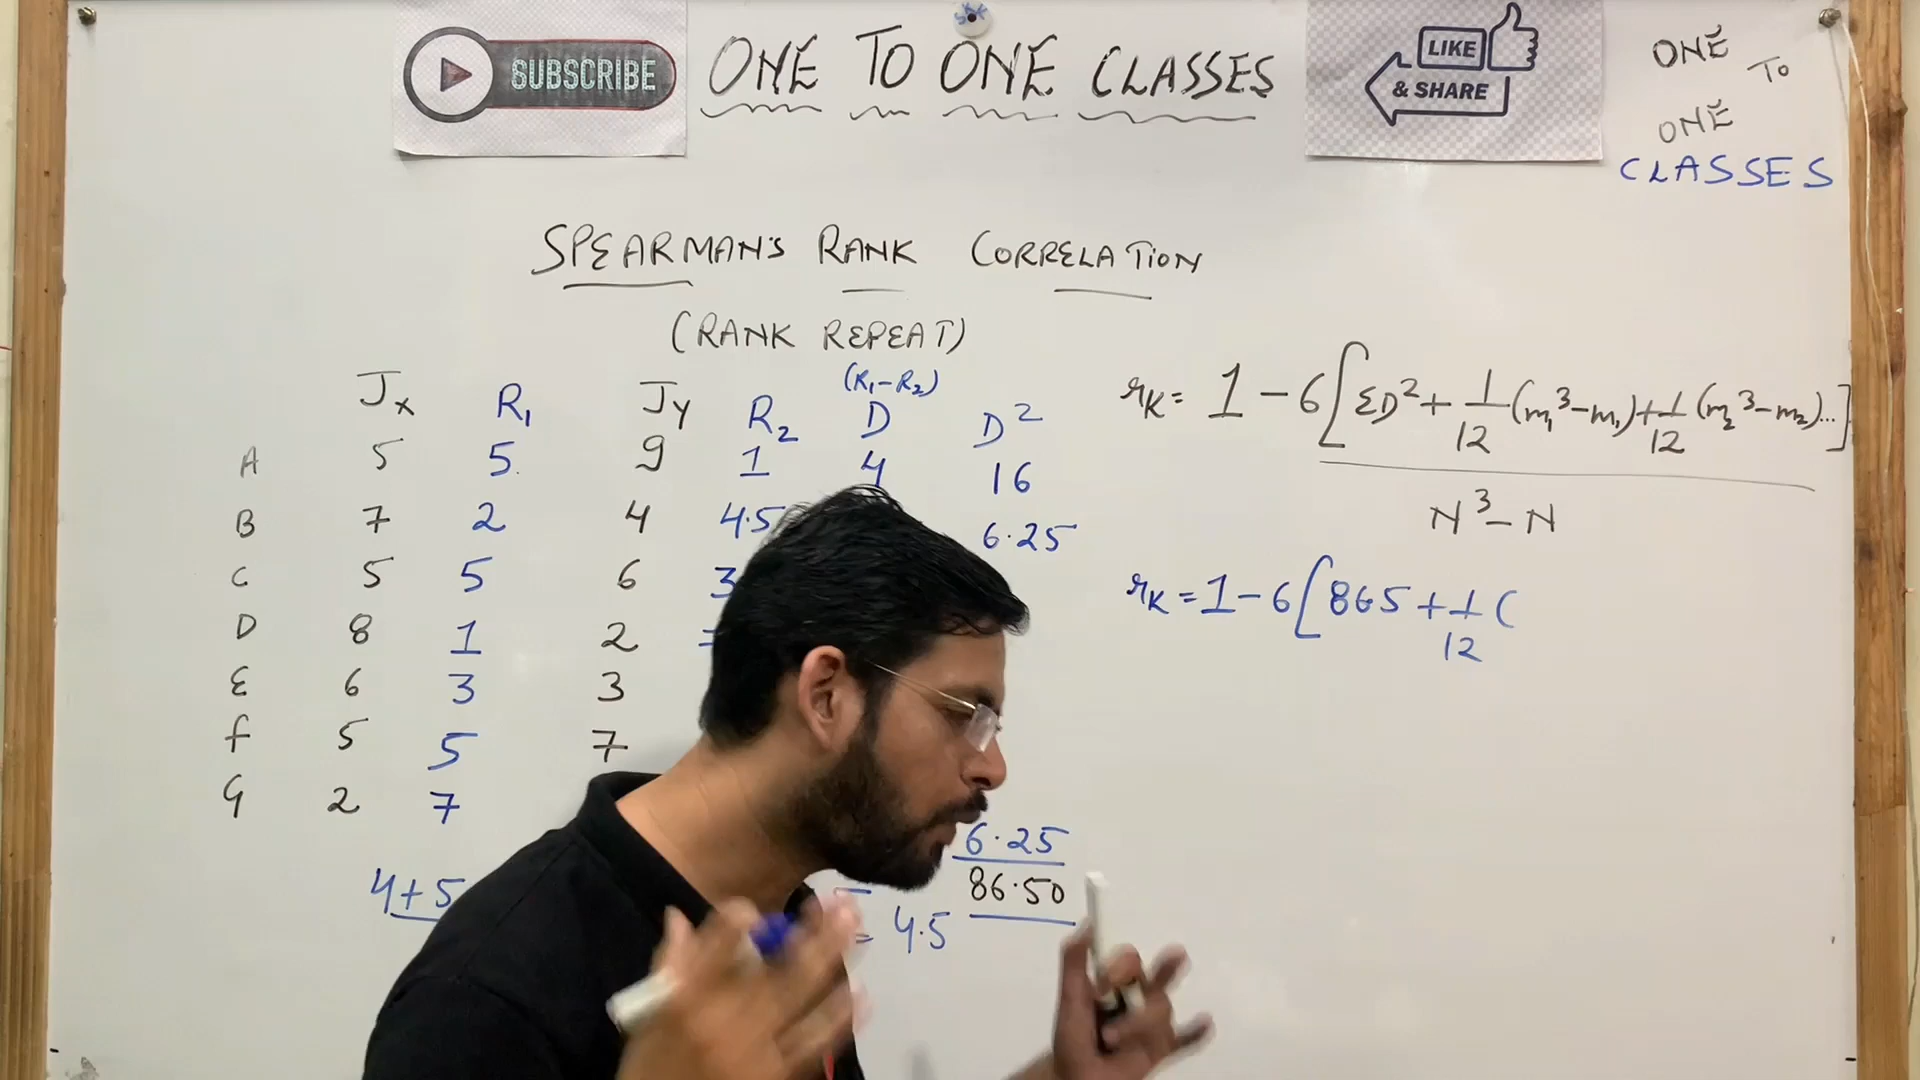 SUBSCRIBE
ONE TO ONE CLASSES
LIKE
& SHARE
ONE TO
ONE
CLASSES
SPEARMAN'S RANK CORRELATION
(RANK REPEAT)
Jx R₁ Jy R₂ (R₁-R₂) D D²
A 5 5. 9 1 4 16
B 7 2 4 4.5 6.25
C 5 5 6 3
D 8 1 2
E 6 3 3
f 5 5 7
G 2 7
6.25
86.50
4+5
= 4.5
rK = 1 - 6[ΣD² + 1/12 (m₁³-m₁) + 1/12 (m₂³-m₂)...]
N³-N
rK = 1-6[865 + 1/12 (